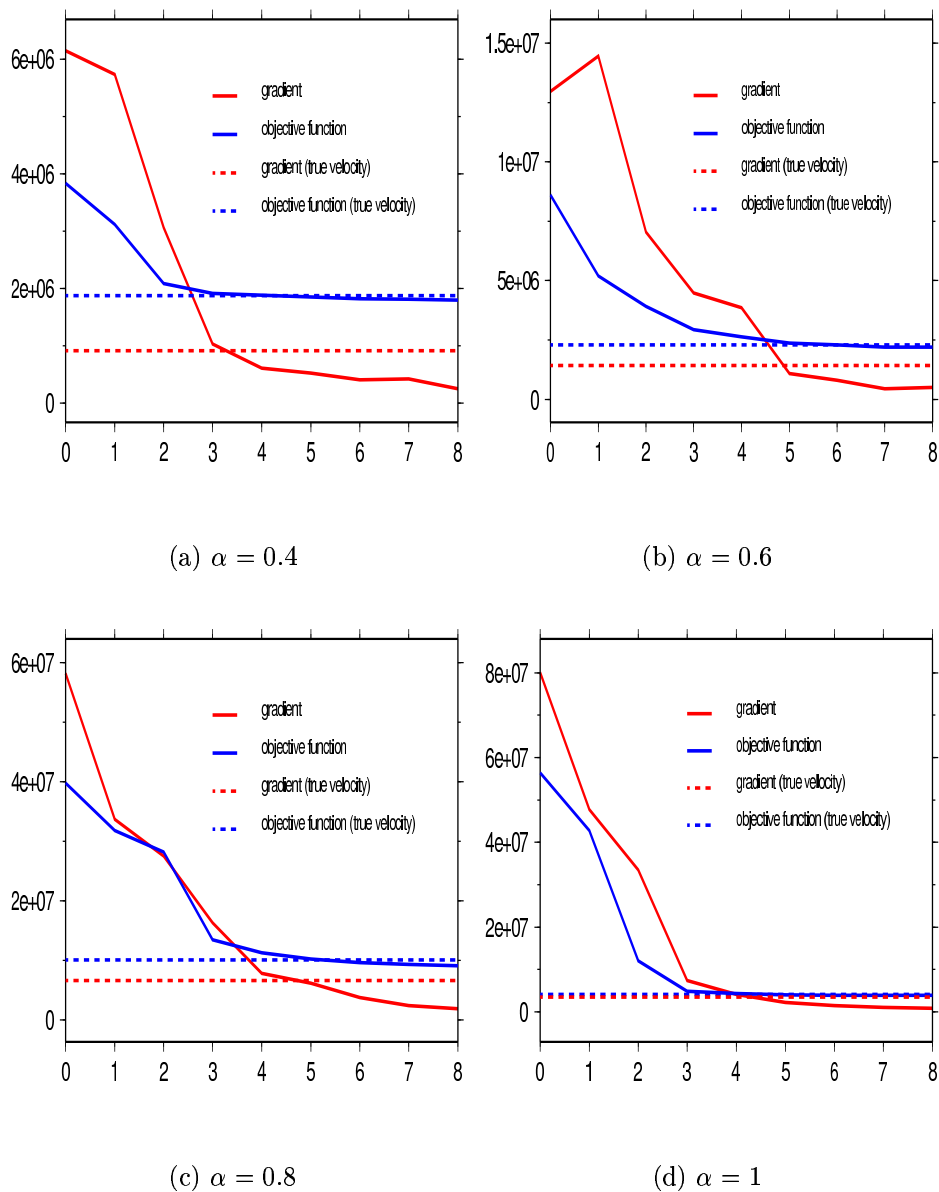 6e+06
4e+06
2e+06
0
gradient
objective function
gradient (true velocity)
objective function (true velocity)
0 1 2 3 4 5 6 7 8
(a) α = 0.4
1.5e+07
1e+07
5e+06
0
gradient
objective function
gradient (true velocity)
objective function (true velocity)
0 1 2 3 4 5 6 7 8
(b) α = 0.6
6e+07
4e+07
2e+07
0
gradient
objective function
gradient (true velocity)
objective function (true velocity)
0 1 2 3 4 5 6 7 8
(c) α = 0.8
8e+07
6e+07
4e+07
2e+07
0
gradient
objective function
gradient (true velocity)
objective function (true velocity)
0 1 2 3 4 5 6 7 8
(d) α = 1